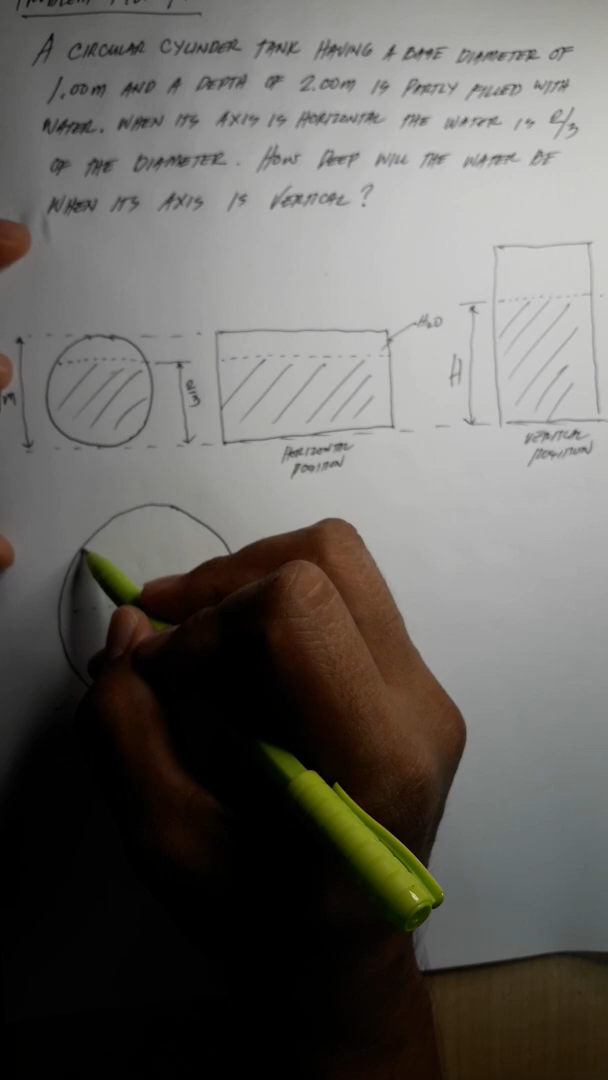 A CIRCULAR CYLINDER TANK HAVING A BASE DIAMETER OF
1.00m AND A DEPTH OF 2.00m IS PARTLY FILLED WITH
WATER. WHEN ITS AXIS IS HORIZONTAL THE WATER IS 2/3
OF THE DIAMETER. HOW DEEP WILL THE WATER BE
WHEN ITS AXIS IS VERTICAL?
H2O
m
2/3m
H
HORIZONTAL
POSITION
VERTICAL
POSITION